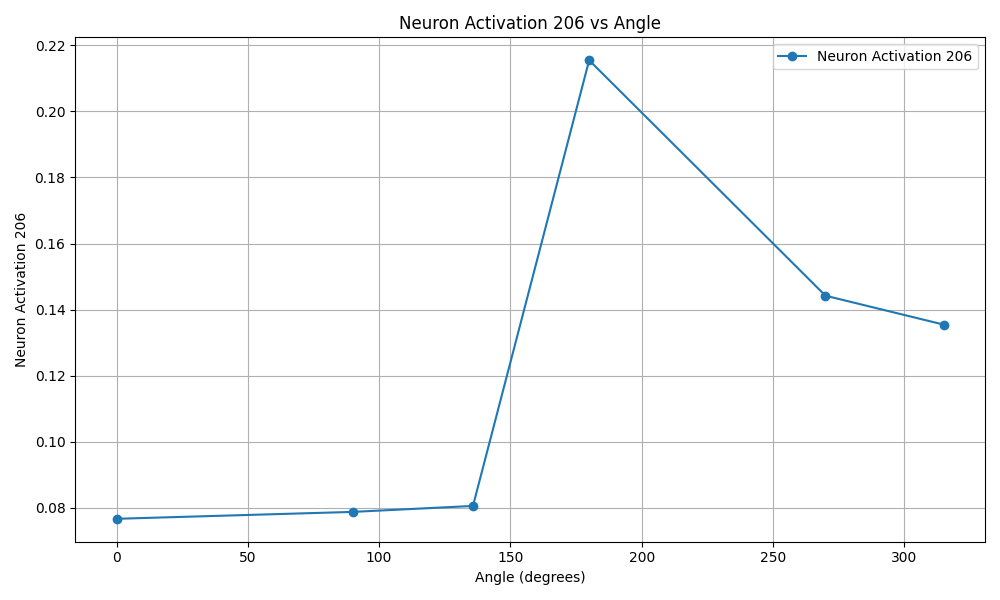 Neuron Activation 206 vs Angle
Neuron Activation 206
0.22
0.20
0.18
0.16
0.14
0.12
0.10
0.08
Neuron Activation 206
0 50 100 150 200 250 300
Angle (degrees)